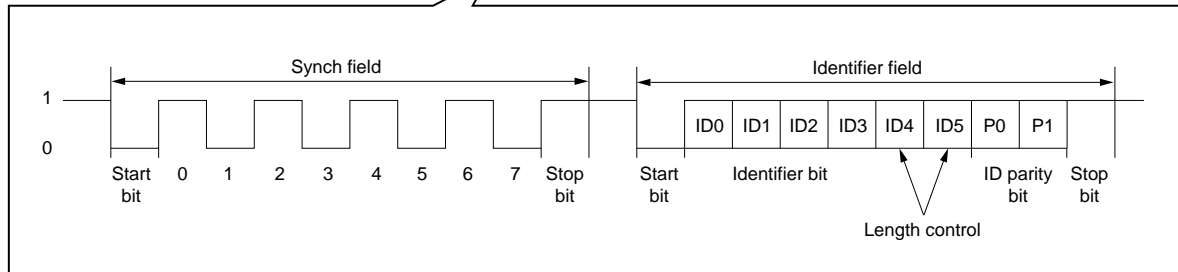 Synch field
Identifier field
1
ID0 ID1 ID2 ID3 ID4 ID5 P0 P1
0
Start bit
0 1 2 3 4 5 6 7
Stop bit
Start bit
Identifier bit
ID parity bit
Stop bit
Length control